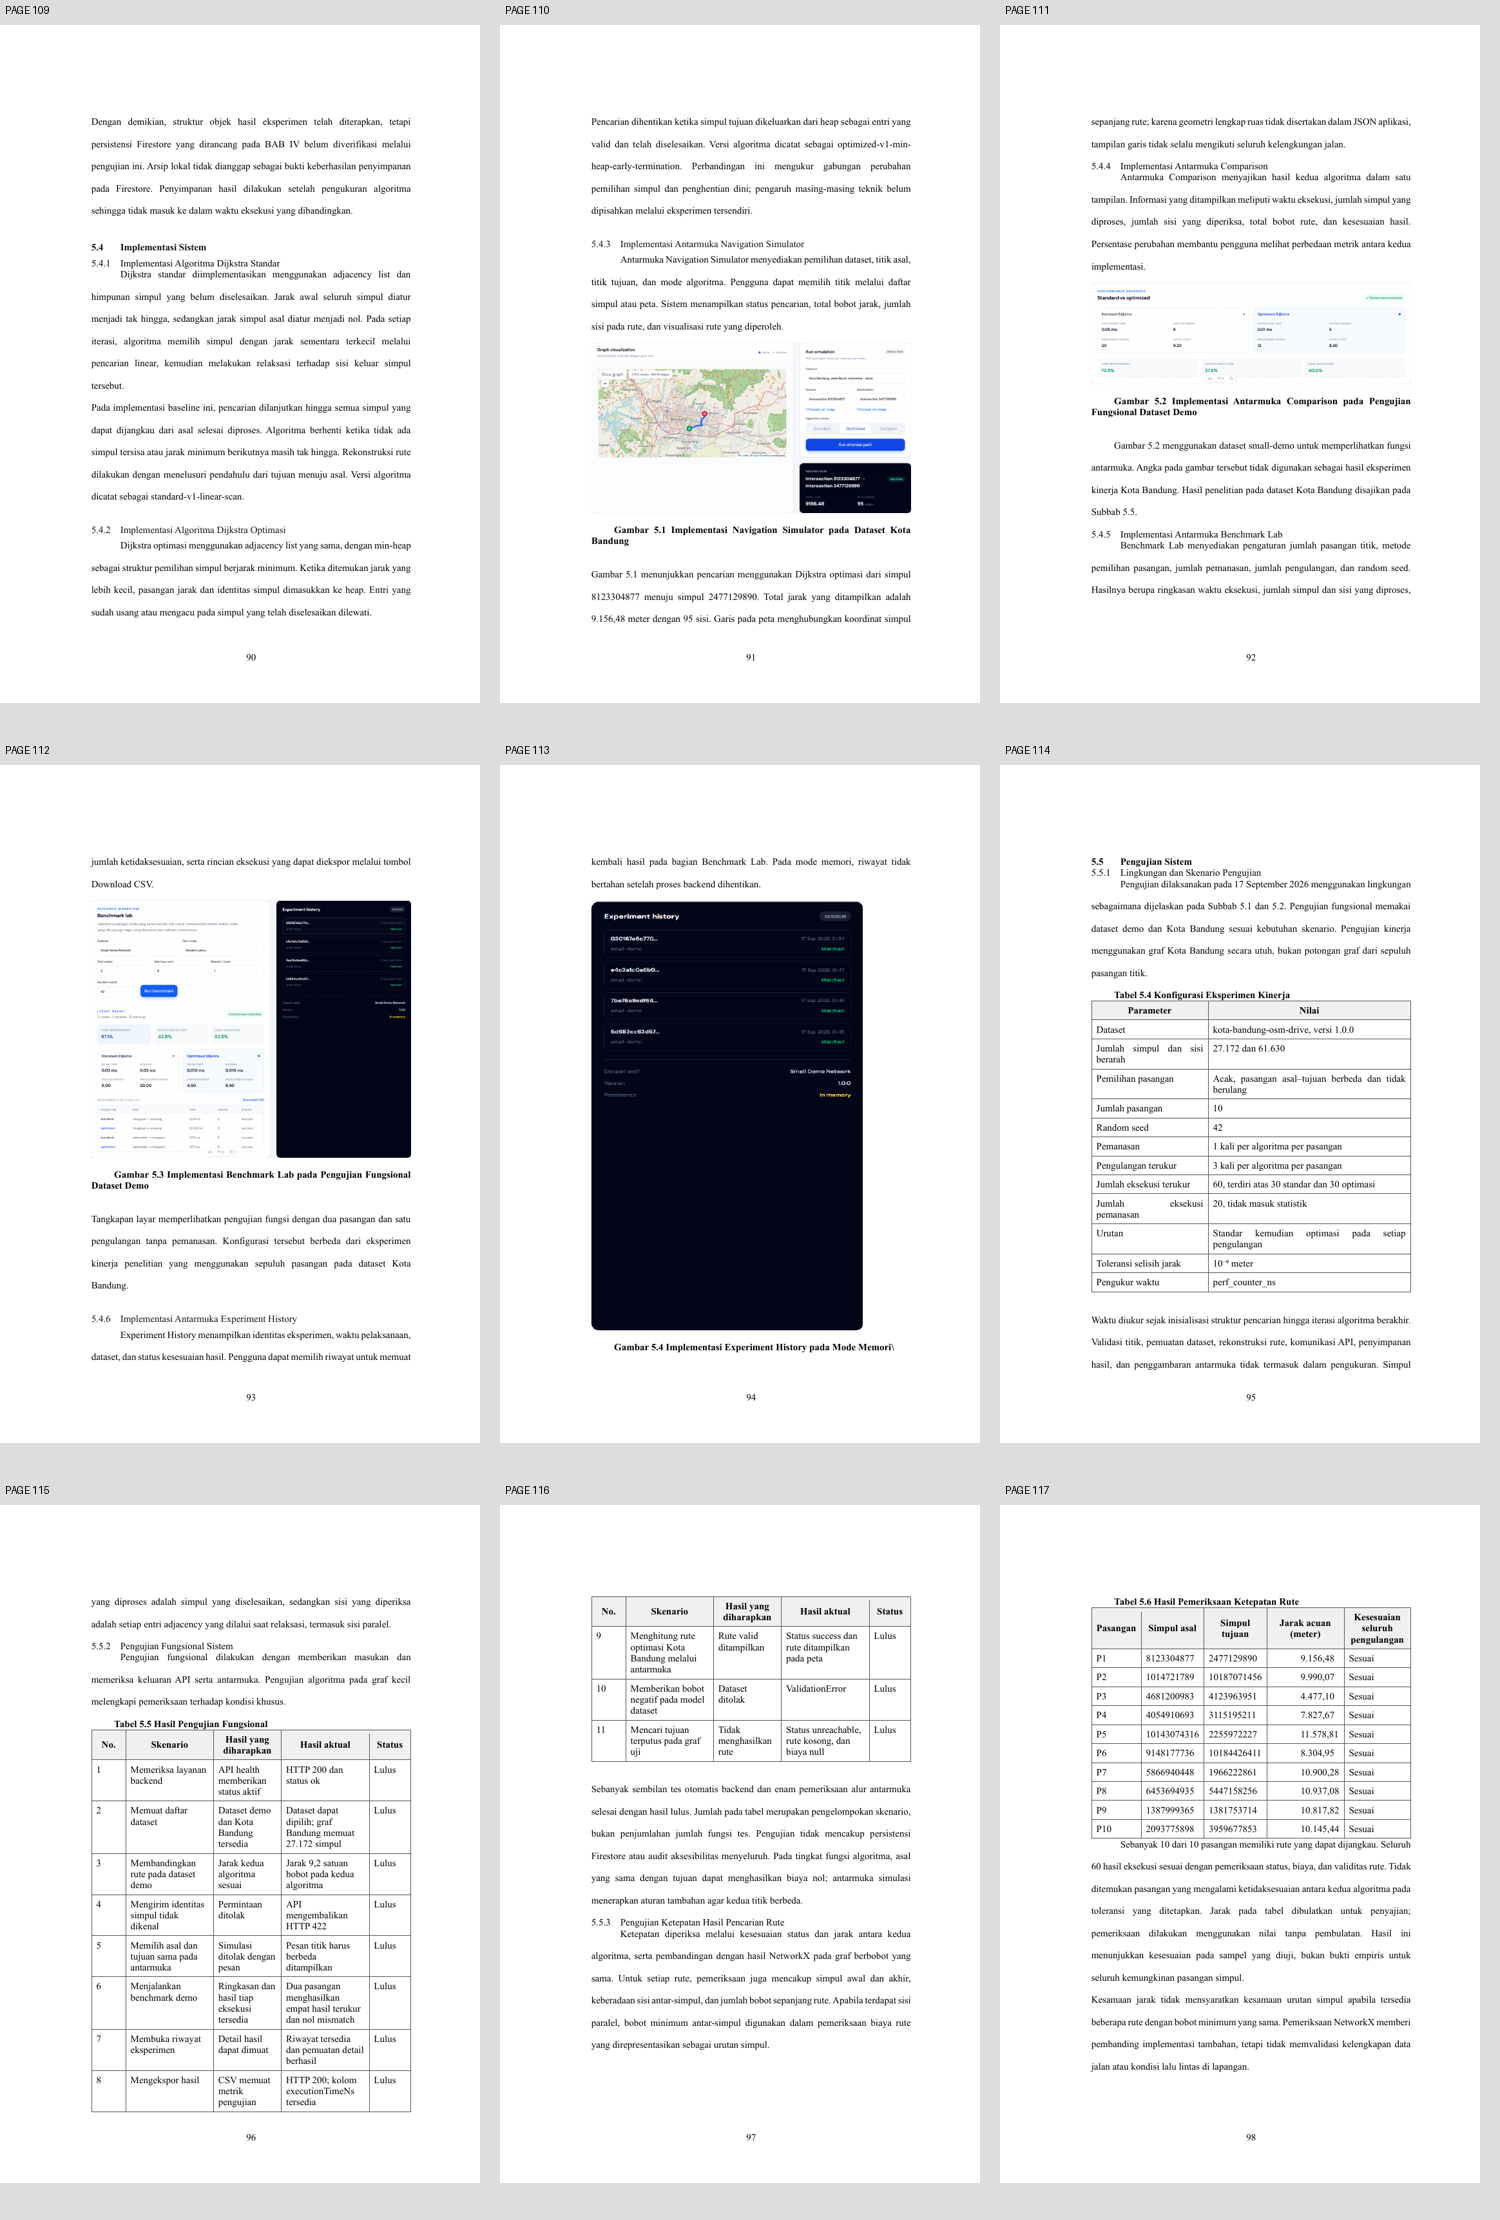 PAGE 109
Dengan demikian, struktur objek hasil eksperimen telah diterapkan, tetapi
persistensi Firestore yang dirancang pada BAB IV belum diverifikasi melalui
pengujian ini. Arsip lokal tidak dianggap sebagai bukti keberhasilan penyimpanan
pada Firestore. Penyimpanan hasil dilakukan setelah pengukuran algoritma
sehingga tidak masuk ke dalam waktu eksekusi yang dibandingkan.
5.4 Implementasi Sistem
5.4.1 Implementasi Algoritma Dijkstra Standar
Dijkstra standar diimplementasikan menggunakan adjacency list dan
himpunan simpul yang belum diselesaikan. Jarak awal seluruh simpul diatur
menjadi tak hingga, sedangkan jarak simpul asal diatur menjadi nol. Pada setiap
iterasi, algoritma memilih simpul dengan jarak sementara terkecil melalui
pencarian linear, kemudian melakukan relaksasi terhadap sisi keluar simpul
tersebut.
Pada implementasi baseline ini, pencarian dilanjutkan hingga semua simpul yang
dapat dijangkau dari asal selesai diproses. Algoritma berhenti ketika tidak ada
simpul tersisa atau jarak minimum berikutnya masih tak hingga. Rekonstruksi rute
dilakukan dengan menelusuri pendahulu dari tujuan menuju asal. Versi algoritma
dicatat sebagai standard-v1-linear-scan.
5.4.2 Implementasi Algoritma Dijkstra Optimasi
Dijkstra optimasi menggunakan adjacency list yang sama, dengan min-heap
sebagai struktur pemilihan simpul berjarak minimum. Ketika ditemukan jarak yang
lebih kecil, pasangan jarak dan identitas simpul dimasukkan ke heap. Entri yang
sudah usang atau mengacu pada simpul yang telah diselesaikan dilewati.
90
PAGE 110
Pencarian dihentikan ketika simpul tujuan dikeluarkan dari heap sebagai entri yang
valid dan telah diselesaikan. Versi algoritma dicatat sebagai optimized-v1-min-
heap-early-termination. Perbandingan ini mengukur gabungan perubahan
pemilihan simpul dan penghentian dini; pengaruh masing-masing teknik belum
dipisahkan melalui eksperimen tersendiri.
5.4.3 Implementasi Antarmuka Navigation Simulator
Antarmuka Navigation Simulator menyediakan pemilihan dataset, titik asal,
titik tujuan, dan mode algoritma. Pengguna dapat memilih titik melalui daftar
simpul atau peta. Sistem menampilkan status pencarian, total bobot jarak, jumlah
sisi pada rute, dan visualisasi rute yang diperoleh.
Graph visualization
Show graph
Run simulation
Choose on map Choose on map
Standard Optimized Compare
Run shortest path
Intersection 8123304877 →
Intersection 2477129890
9156.48 95
Gambar 5.1 Implementasi Navigation Simulator pada Dataset Kota
Bandung
Gambar 5.1 menunjukkan pencarian menggunakan Dijkstra optimasi dari simpul
8123304877 menuju simpul 2477129890. Total jarak yang ditampilkan adalah
9.156,48 meter dengan 95 sisi. Garis pada peta menghubungkan koordinat simpul
91
PAGE 111
sepanjang rute; karena geometri lengkap ruas tidak disertakan dalam JSON aplikasi,
tampilan garis tidak selalu mengikuti seluruh kelengkungan jalan.
5.4.4 Implementasi Antarmuka Comparison
Antarmuka Comparison menyajikan hasil kedua algoritma dalam satu
tampilan. Informasi yang ditampilkan meliputi waktu eksekusi, jumlah simpul yang
diproses, jumlah sisi yang diperiksa, total bobot rute, dan kesesuaian hasil.
Persentase perubahan membantu pengguna melihat perbedaan metrik antara kedua
implementasi.
Standard vs optimized
Standard Dijkstra Optimized Dijkstra
Gambar 5.2 Implementasi Antarmuka Comparison pada Pengujian
Fungsional Dataset Demo
Gambar 5.2 menggunakan dataset small-demo untuk memperlihatkan fungsi
antarmuka. Angka pada gambar tersebut tidak digunakan sebagai hasil eksperimen
kinerja Kota Bandung. Hasil penelitian pada dataset Kota Bandung disajikan pada
Subbab 5.5.
5.4.5 Implementasi Antarmuka Benchmark Lab
Benchmark Lab menyediakan pengaturan jumlah pasangan titik, metode
pemilihan pasangan, jumlah pemanasan, jumlah pengulangan, dan random seed.
Hasilnya berupa ringkasan waktu eksekusi, jumlah simpul dan sisi yang diproses,
92
PAGE 112
jumlah ketidaksesuaian, serta rincian eksekusi yang dapat diekspor melalui tombol
Download CSV.
Benchmark lab
Run benchmark
Standard Dijkstra Optimized Dijkstra
Experiment history
Gambar 5.3 Implementasi Benchmark Lab pada Pengujian Fungsional
Dataset Demo
Tangkapan layar memperlihatkan pengujian fungsi dengan dua pasangan dan satu
pengulangan tanpa pemanasan. Konfigurasi tersebut berbeda dari eksperimen
kinerja penelitian yang menggunakan sepuluh pasangan pada dataset Kota
Bandung.
5.4.6 Implementasi Antarmuka Experiment History
Experiment History menampilkan identitas eksperimen, waktu pelaksanaan,
dataset, dan status kesesuaian hasil. Pengguna dapat memilih riwayat untuk memuat
93
PAGE 113
kembali hasil pada bagian Benchmark Lab. Pada mode memori, riwayat tidak
bertahan setelah proses backend dihentikan.
Experiment history SESSION
small-demo Matched
small-demo Matched
small-demo Matched
small-demo Matched
Dataset aktif Small Demo Network
Version 1.0.0
Persistence In memory
Gambar 5.4 Implementasi Experiment History pada Mode Memori\
94
PAGE 114
5.5 Pengujian Sistem
5.5.1 Lingkungan dan Skenario Pengujian
Pengujian dilaksanakan pada 17 September 2026 menggunakan lingkungan
sebagaimana dijelaskan pada Subbab 5.1 dan 5.2. Pengujian fungsional memakai
dataset demo dan Kota Bandung sesuai kebutuhan skenario. Pengujian kinerja
menggunakan graf Kota Bandung secara utuh, bukan potongan graf dari sepuluh
pasangan titik.
Tabel 5.4 Konfigurasi Eksperimen Kinerja
Parameter Nilai
Dataset kota-bandung-osm-drive, versi 1.0.0
Jumlah simpul dan sisi berarah 27.172 dan 61.630
Pemilihan pasangan Acak, pasangan asal–tujuan berbeda dan tidak berulang
Jumlah pasangan 10
Random seed 42
Pemanasan 1 kali per algoritma per pasangan
Pengulangan terukur 3 kali per algoritma per pasangan
Jumlah eksekusi terukur 60, terdiri atas 30 standar dan 30 optimasi
Jumlah eksekusi pemanasan 20, tidak masuk statistik
Urutan Standar kemudian optimasi pada setiap pengulangan
Toleransi selisih jarak 10⁻⁹ meter
Pengukur waktu perf_counter_ns
Waktu diukur sejak inisialisasi struktur pencarian hingga iterasi algoritma berakhir.
Validasi titik, pemuatan dataset, rekonstruksi rute, komunikasi API, penyimpanan
hasil, dan penggambaran antarmuka tidak termasuk dalam pengukuran. Simpul
95
PAGE 115
yang diproses adalah simpul yang diselesaikan, sedangkan sisi yang diperiksa
adalah setiap entri adjacency yang dilalui saat relaksasi, termasuk sisi paralel.
5.5.2 Pengujian Fungsional Sistem
Pengujian fungsional dilakukan dengan memberikan masukan dan
memeriksa keluaran API serta antarmuka. Pengujian algoritma pada graf kecil
melengkapi pemeriksaan terhadap kondisi khusus.
Tabel 5.5 Hasil Pengujian Fungsional
No. Skenario Hasil yang diharapkan Hasil aktual Status
1 Memeriksa layanan backend API health memberikan status aktif HTTP 200 dan status ok Lulus
2 Memuat daftar dataset Dataset demo dan Kota Bandung tersedia Dataset dapat dipilih; graf Bandung memuat 27.172 simpul Lulus
3 Membandingkan rute pada dataset demo Jarak kedua algoritma sesuai Jarak 9,2 satuan bobot pada kedua algoritma Lulus
4 Mengirim identitas simpul tidak dikenal Permintaan ditolak API mengembalikan HTTP 422 Lulus
5 Memilih asal dan tujuan sama pada antarmuka Simulasi ditolak dengan pesan Pesan titik harus berbeda ditampilkan Lulus
6 Menjalankan benchmark demo Ringkasan dan hasil tiap eksekusi tersedia Dua pasangan menghasilkan empat hasil terukur dan nol mismatch Lulus
7 Membuka riwayat eksperimen Detail hasil dapat dimuat Riwayat tersedia dan pemuatan detail berhasil Lulus
8 Mengekspor hasil CSV memuat metrik pengujian HTTP 200; kolom executionTimeNs tersedia Lulus
96
PAGE 116
No. Skenario Hasil yang diharapkan Hasil aktual Status
9 Menghitung rute optimasi Kota Bandung melalui antarmuka Rute valid ditampilkan Status success dan rute ditampilkan pada peta Lulus
10 Memberikan bobot negatif pada model dataset Dataset ditolak ValidationError Lulus
11 Mencari tujuan terputus pada graf uji Tidak menghasilkan rute Status unreachable, rute kosong, dan biaya null Lulus
Sebanyak sembilan tes otomatis backend dan enam pemeriksaan alur antarmuka
selesai dengan hasil lulus. Jumlah pada tabel merupakan pengelompokan skenario,
bukan penjumlahan jumlah fungsi tes. Pengujian tidak mencakup persistensi
Firestore atau audit aksesibilitas menyeluruh. Pada tingkat fungsi algoritma, asal
yang sama dengan tujuan dapat menghasilkan biaya nol; antarmuka simulasi
menerapkan aturan tambahan agar kedua titik berbeda.
5.5.3 Pengujian Ketepatan Hasil Pencarian Rute
Ketepatan diperiksa melalui kesesuaian status dan jarak antara kedua
algoritma, serta pembandingan dengan hasil NetworkX pada graf berbobot yang
sama. Untuk setiap rute, pemeriksaan juga mencakup simpul awal dan akhir,
keberadaan sisi antar-simpul, dan jumlah bobot sepanjang rute. Apabila terdapat sisi
paralel, bobot minimum antar-simpul digunakan dalam pemeriksaan biaya rute
yang direpresentasikan sebagai urutan simpul.
97
PAGE 117
Tabel 5.6 Hasil Pemeriksaan Ketepatan Rute
Pasangan Simpul asal Simpul tujuan Jarak acuan (meter) Kesesuaian seluruh pengulangan
P1 8123304877 2477129890 9.156,48 Sesuai
P2 1014721789 10187071456 9.990,07 Sesuai
P3 4681200983 4123963951 4.477,10 Sesuai
P4 4054910693 3115195211 7.827,67 Sesuai
P5 10143074316 2255972227 11.578,81 Sesuai
P6 9148177736 10184426411 8.304,95 Sesuai
P7 5866940448 1966222861 10.900,28 Sesuai
P8 6453694935 5447158256 10.937,08 Sesuai
P9 1387999365 1381753714 10.817,82 Sesuai
P10 2093775898 3959677853 10.145,44 Sesuai
Sebanyak 10 dari 10 pasangan memiliki rute yang dapat dijangkau. Seluruh
60 hasil eksekusi sesuai dengan pemeriksaan status, biaya, dan validitas rute. Tidak
ditemukan pasangan yang mengalami ketidaksesuaian antara kedua algoritma pada
toleransi yang ditetapkan. Jarak pada tabel dibulatkan untuk penyajian;
pemeriksaan dilakukan menggunakan nilai tanpa pembulatan. Hasil ini
menunjukkan kesesuaian pada sampel yang diuji, bukan bukti empiris untuk
seluruh kemungkinan pasangan simpul.
Kesamaan jarak tidak mensyaratkan kesamaan urutan simpul apabila tersedia
beberapa rute dengan bobot minimum yang sama. Pemeriksaan NetworkX memberi
pembanding implementasi tambahan, tetapi tidak memvalidasi kelengkapan data
jalan atau kondisi lalu lintas di lapangan.
98